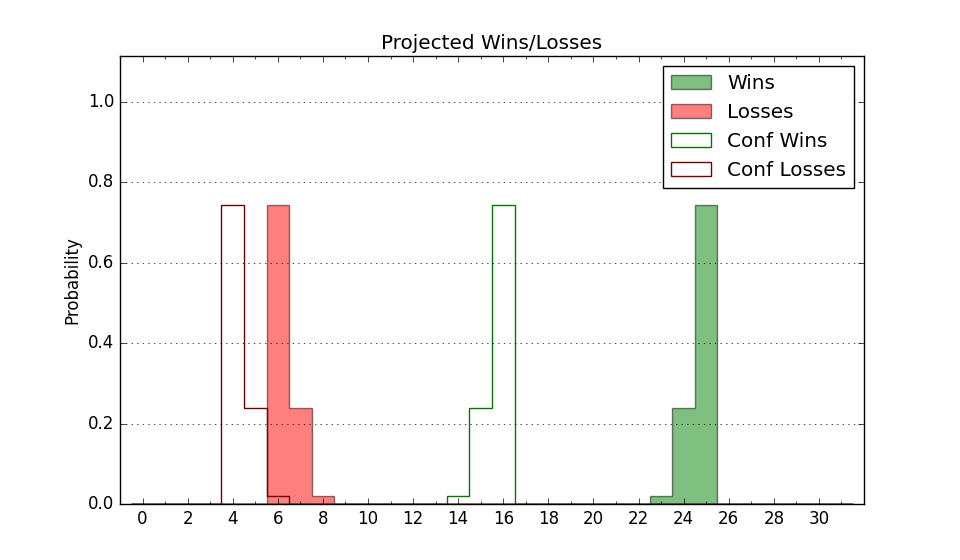 Projected Wins/Losses
Wins
Losses
Conf Wins
Conf Losses
Probability
1.0
0.8
0.6
0.4
0.2
0.0
0 2 4 6 8 10 12 14 16 18 20 22 24 26 28 30